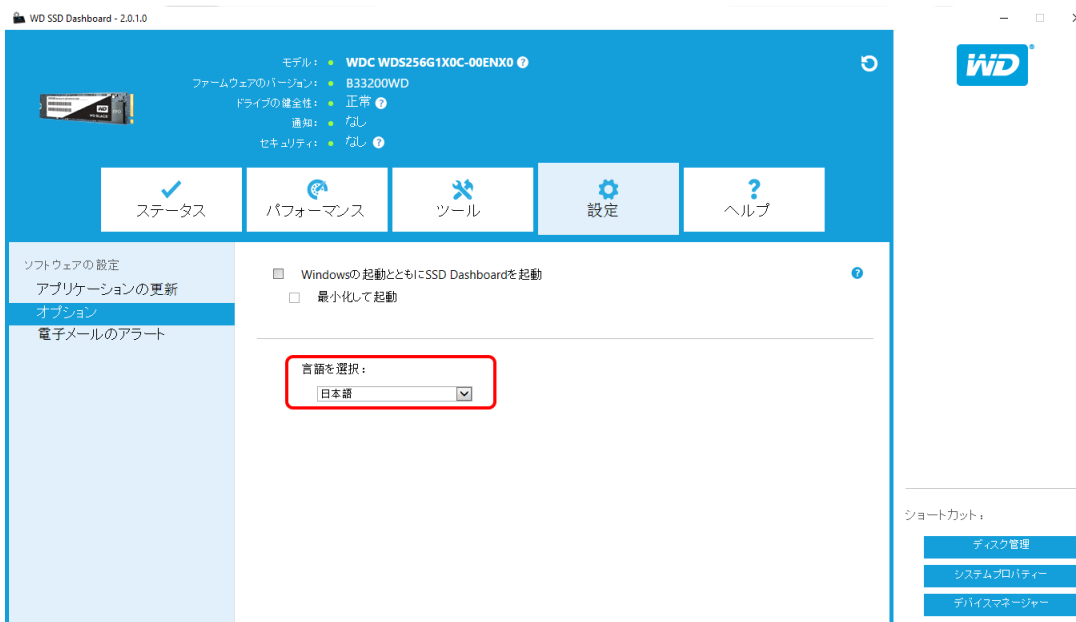 WD SSD Dashboard - 2.0.1.0
モデル： WDC WDS256G1X0C-00ENX0
ファームウェアのバージョン： B33200WD
ドライブの健全性： 正常
通知： なし
セキュリティ： なし
WD
ステータス
パフォーマンス
ツール
設定
ヘルプ
ソフトウェアの設定
アプリケーションの更新
オプション
電子メールのアラート
Windowsの起動とともにSSD Dashboardを起動
最小化して起動
言語を選択：
日本語
ショートカット：
ディスク管理
システムプロパティー
デバイスマネージャー